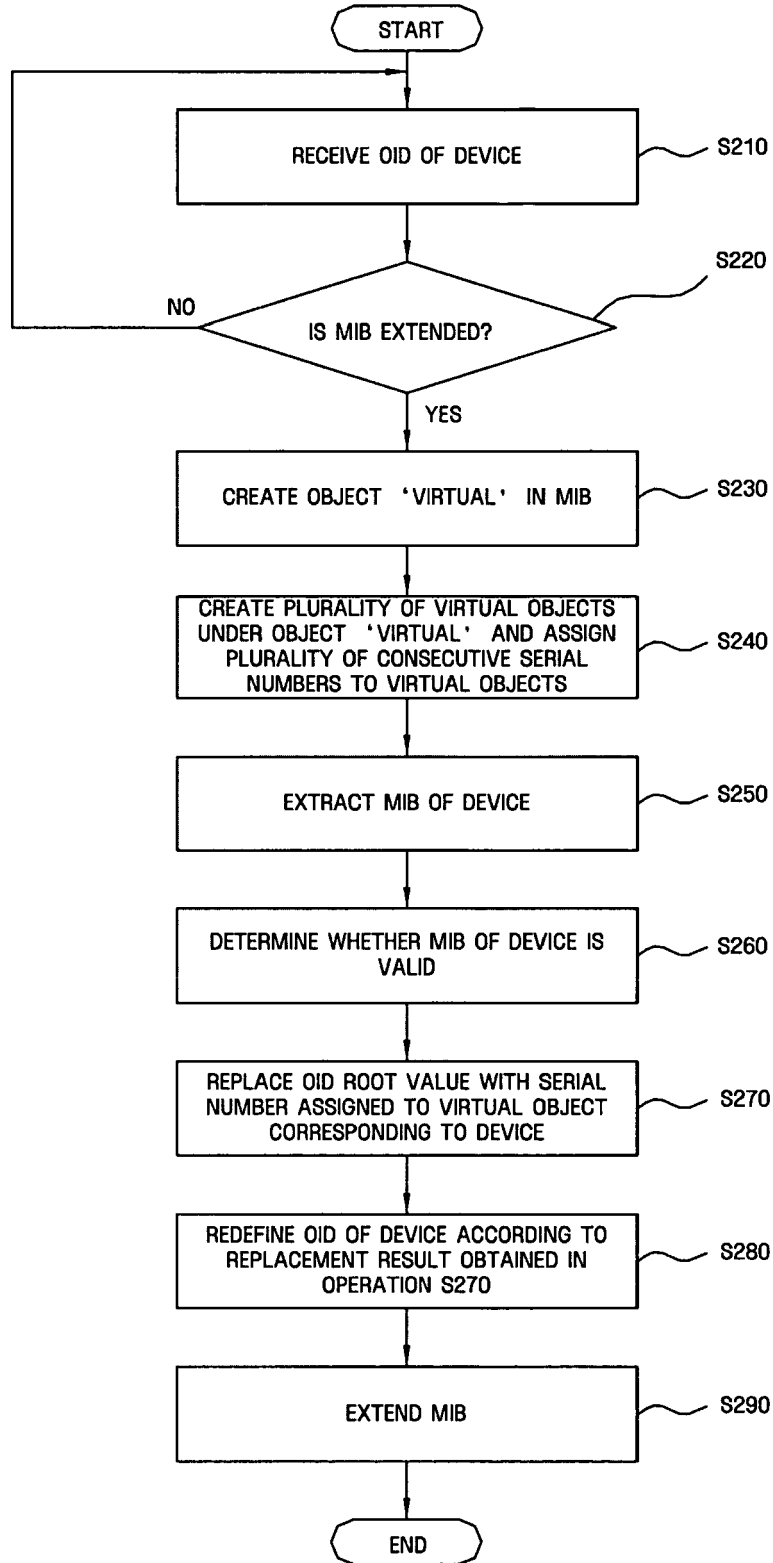 START
RECEIVE OID OF DEVICE
S210
S220
NO
IS MIB EXTENDED?
YES
CREATE OBJECT 'VIRTUAL' IN MIB
S230
CREATE PLURALITY OF VIRTUAL OBJECTS
UNDER OBJECT 'VIRTUAL' AND ASSIGN
PLURALITY OF CONSECUTIVE SERIAL
NUMBERS TO VIRTUAL OBJECTS
S240
EXTRACT MIB OF DEVICE
S250
DETERMINE WHETHER MIB OF DEVICE IS
VALID
S260
REPLACE OID ROOT VALUE WITH SERIAL
NUMBER ASSIGNED TO VIRTUAL OBJECT
CORRESPONDING TO DEVICE
S270
REDEFINE OID OF DEVICE ACCORDING TO
REPLACEMENT RESULT OBTAINED IN
OPERATION S270
S280
EXTEND MIB
S290
END